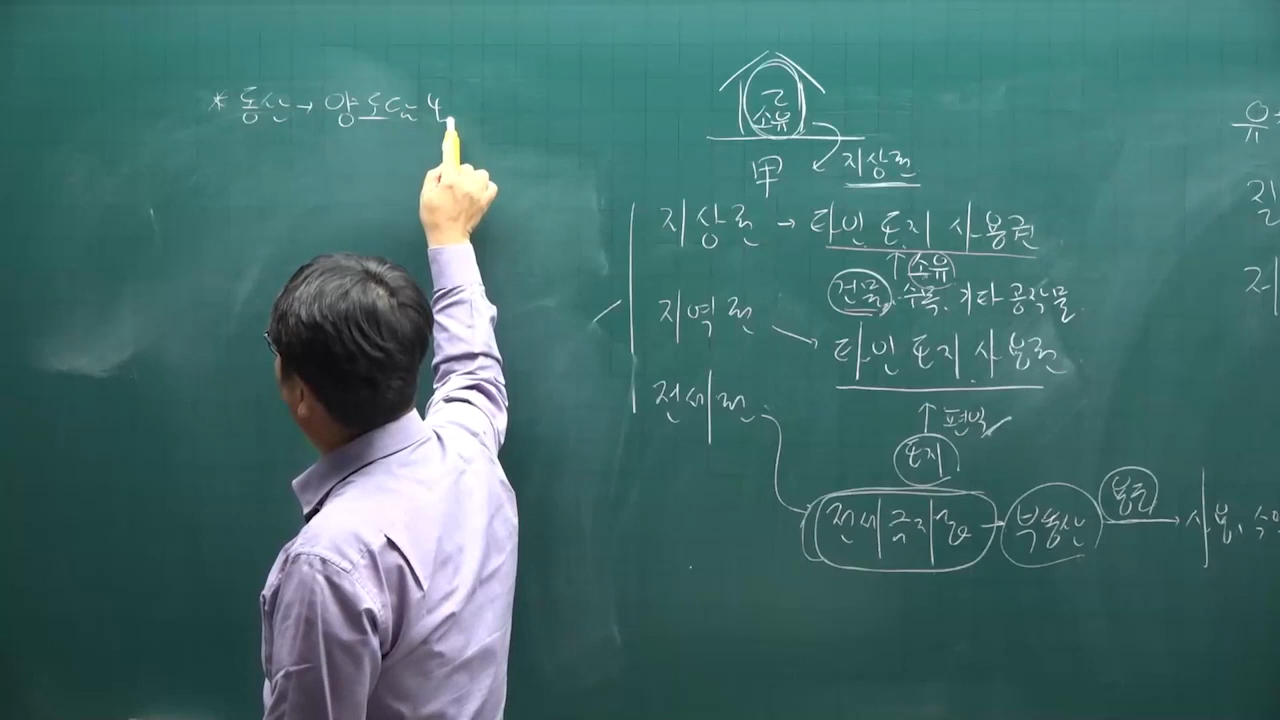 * 동산 → 양도담
소유
甲
지상권
지상권 → 타인 토지 사용권
↑ 소유
건물, 수목, 기타 공작물
지역권
타인 토지 사용권
전세권
↑ 편익
토지
전세금 지급 부동산 용도 → 사용, 수익